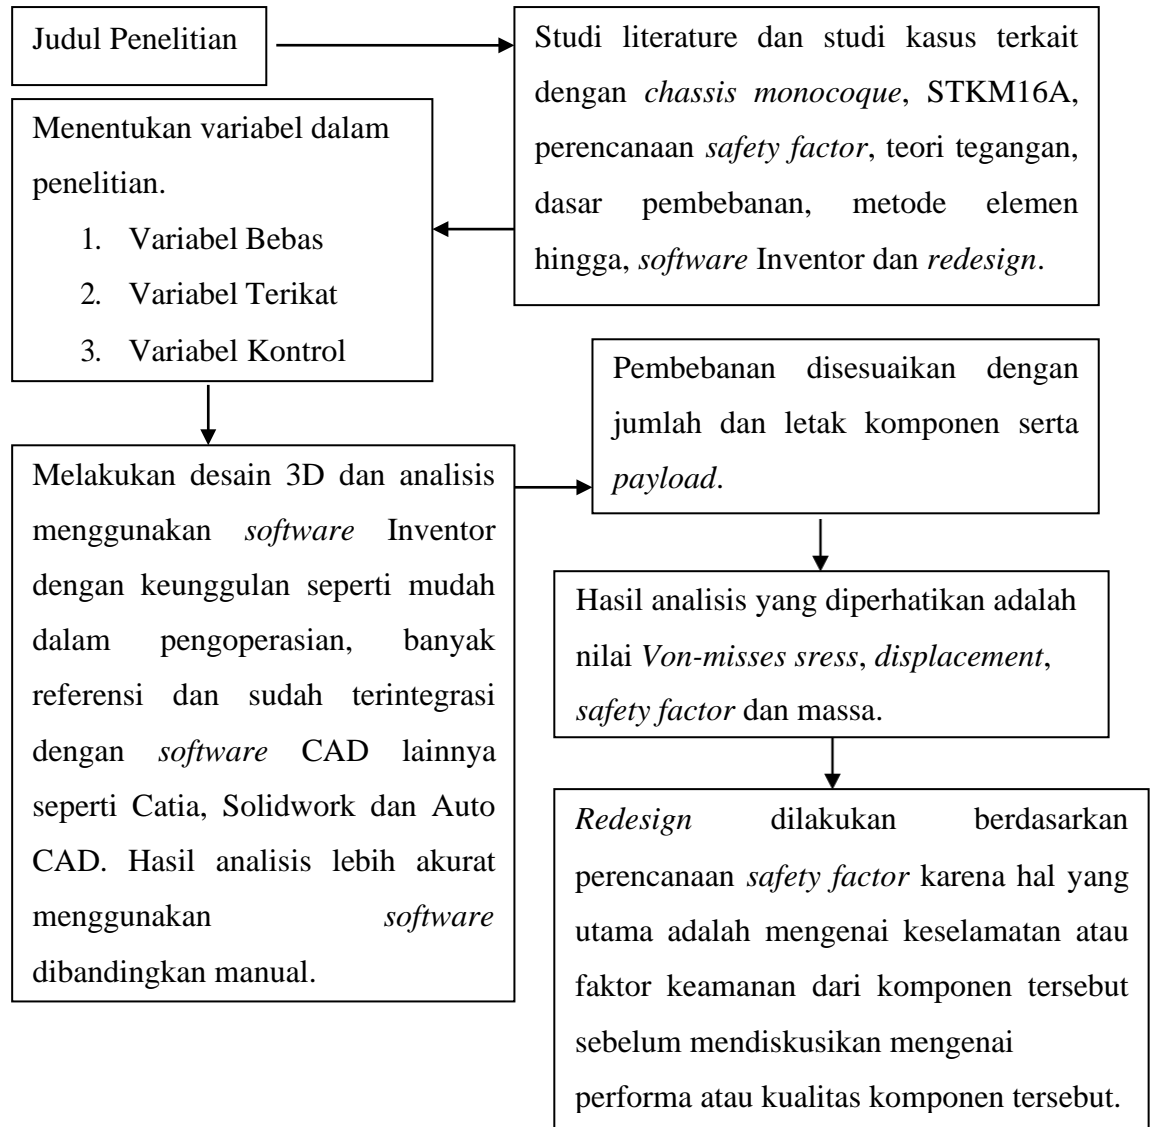 Judul Penelitian
Studi literature dan studi kasus terkait
dengan chassis monocoque, STKM16A,
perencanaan safety factor, teori tegangan,
dasar pembebanan, metode elemen
hingga, software Inventor dan redesign.
Menentukan variabel dalam
penelitian.
1. Variabel Bebas
2. Variabel Terikat
3. Variabel Kontrol
Melakukan desain 3D dan analisis
menggunakan software Inventor
dengan keunggulan seperti mudah
dalam pengoperasian, banyak
referensi dan sudah terintegrasi
dengan software CAD lainnya
seperti Catia, Solidwork dan Auto
CAD. Hasil analisis lebih akurat
menggunakan software
dibandingkan manual.
Pembebanan disesuaikan dengan
jumlah dan letak komponen serta
payload.
Hasil analisis yang diperhatikan adalah
nilai Von-misses sress, displacement,
safety factor dan massa.
Redesign dilakukan berdasarkan
perencanaan safety factor karena hal yang
utama adalah mengenai keselamatan atau
faktor keamanan dari komponen tersebut
sebelum mendiskusikan mengenai
performa atau kualitas komponen tersebut.